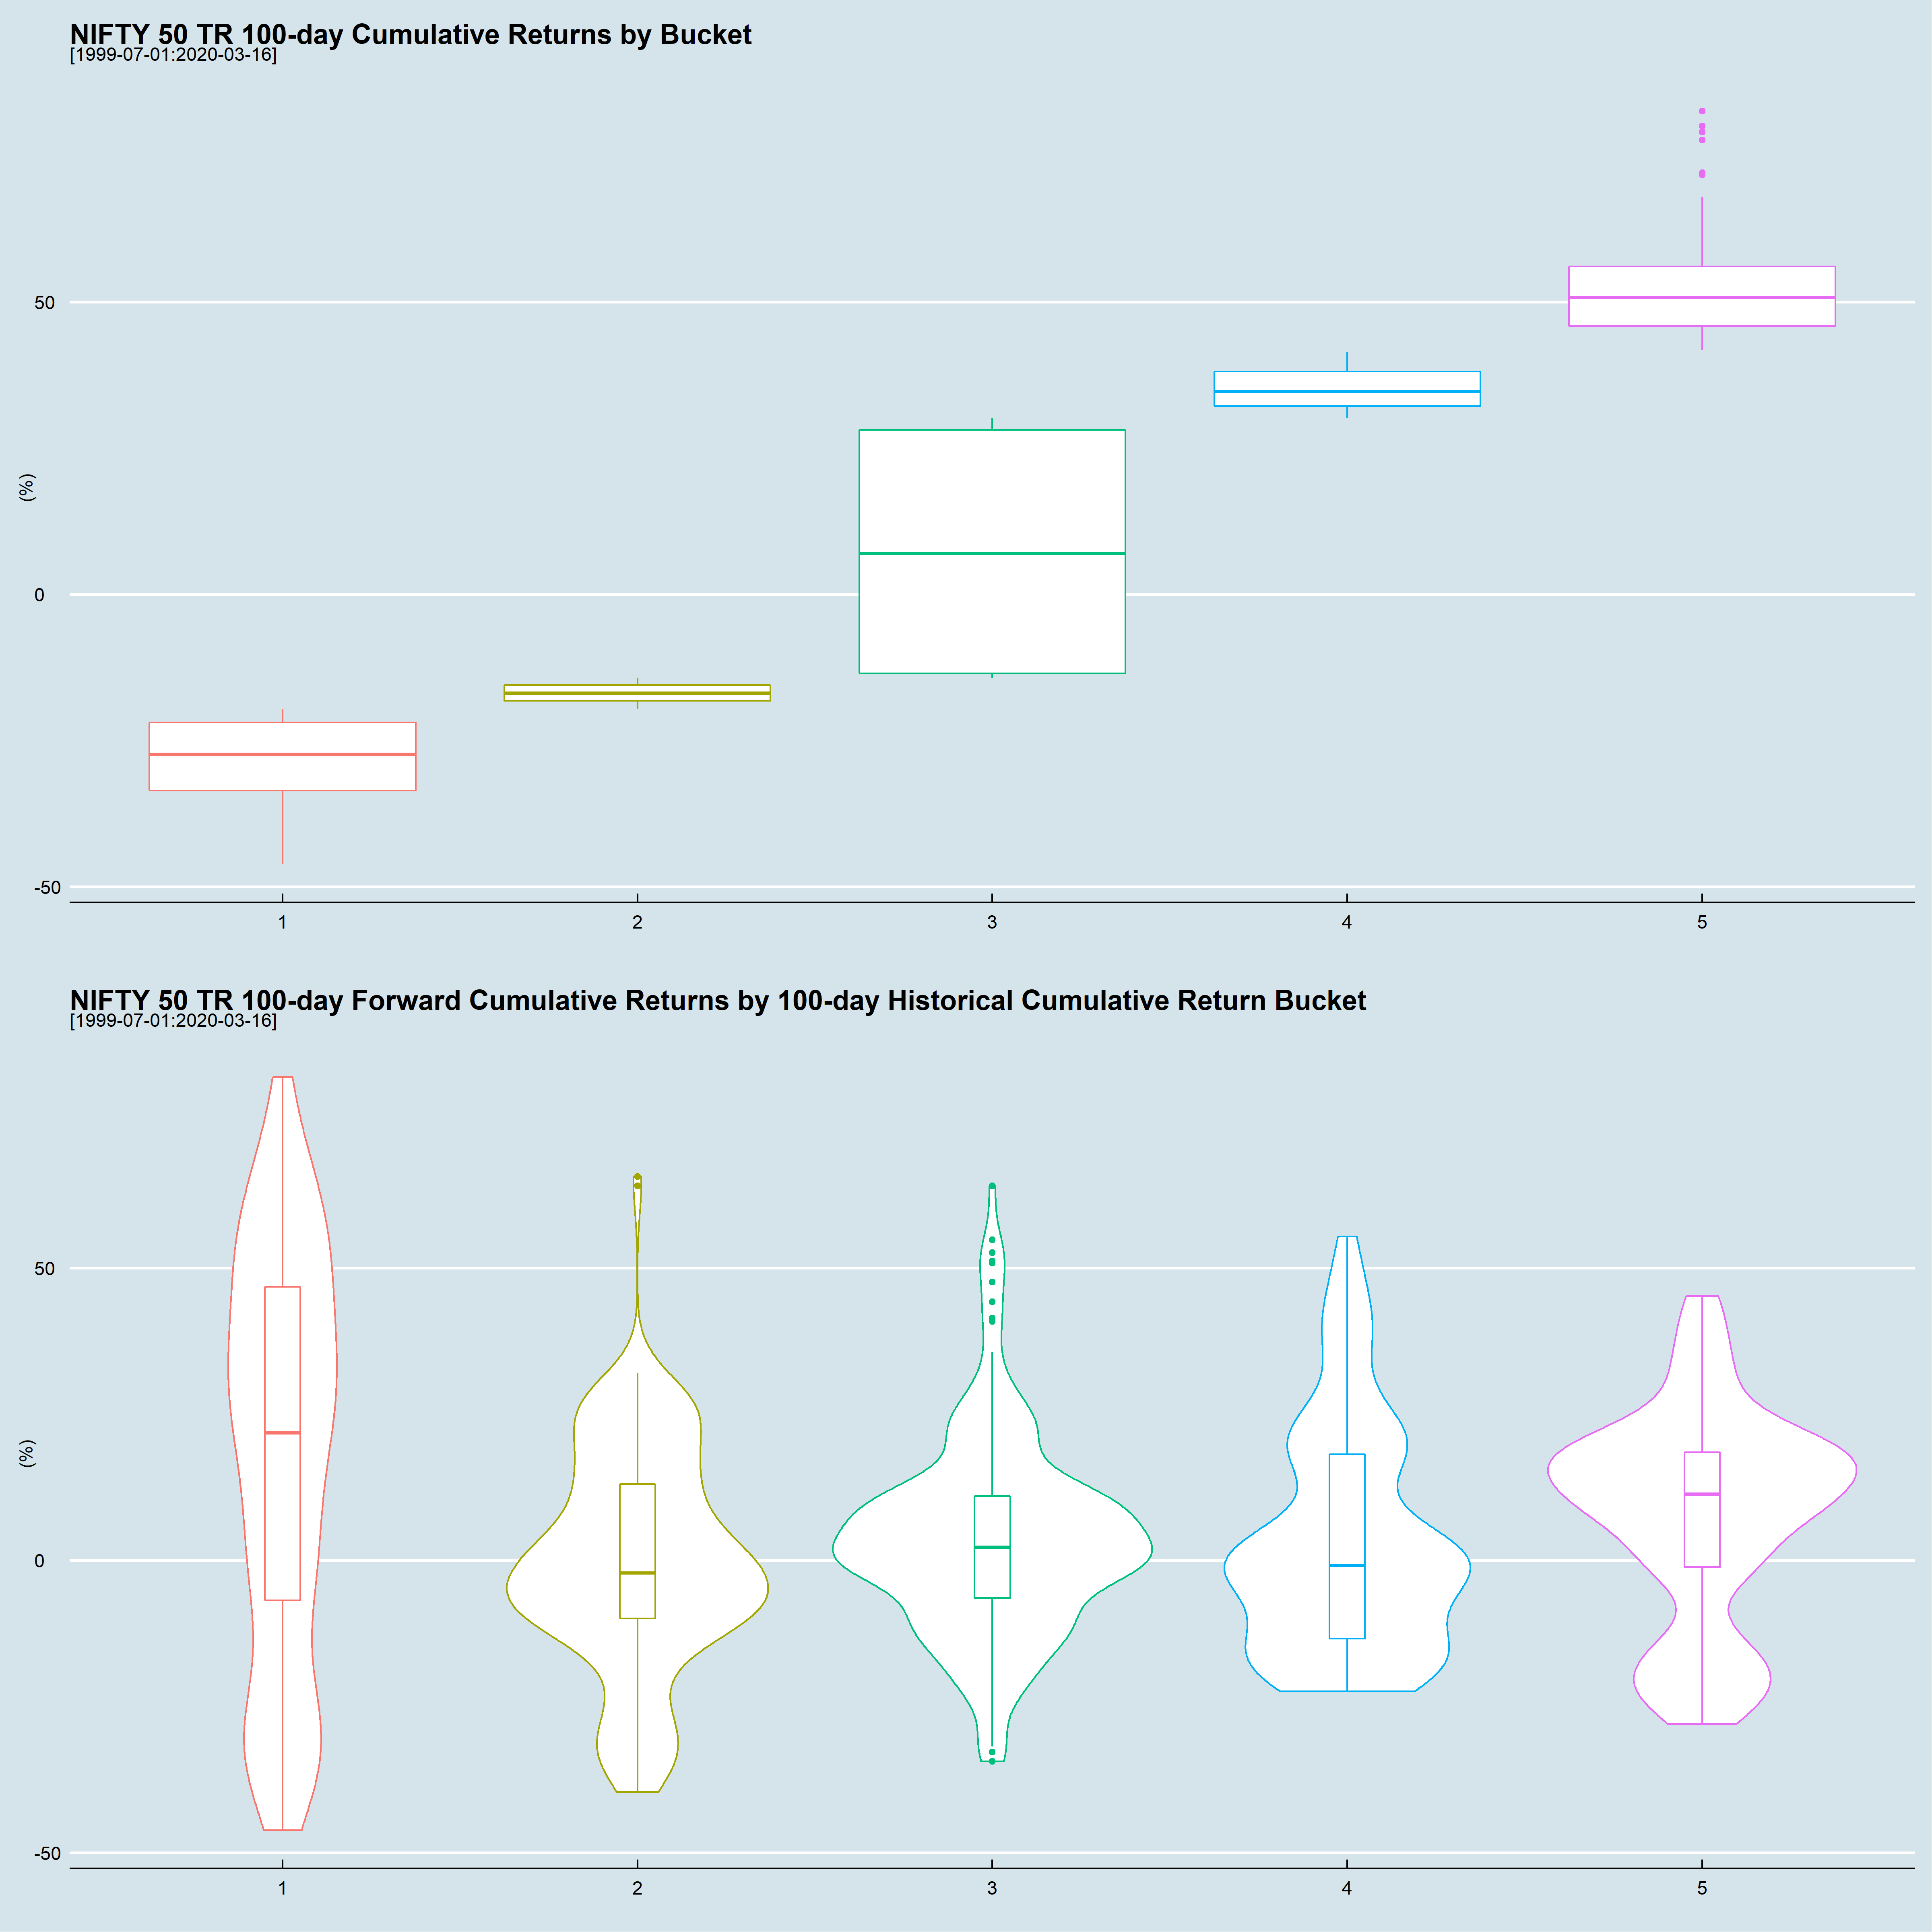 NIFTY 50 TR 100-day Cumulative Returns by Bucket
[1999-07-01:2020-03-16]
50
(%)
0
-50
1 2 3 4 5
NIFTY 50 TR 100-day Forward Cumulative Returns by 100-day Historical Cumulative Return Bucket
[1999-07-01:2020-03-16]
50
(%)
0
-50
1 2 3 4 5